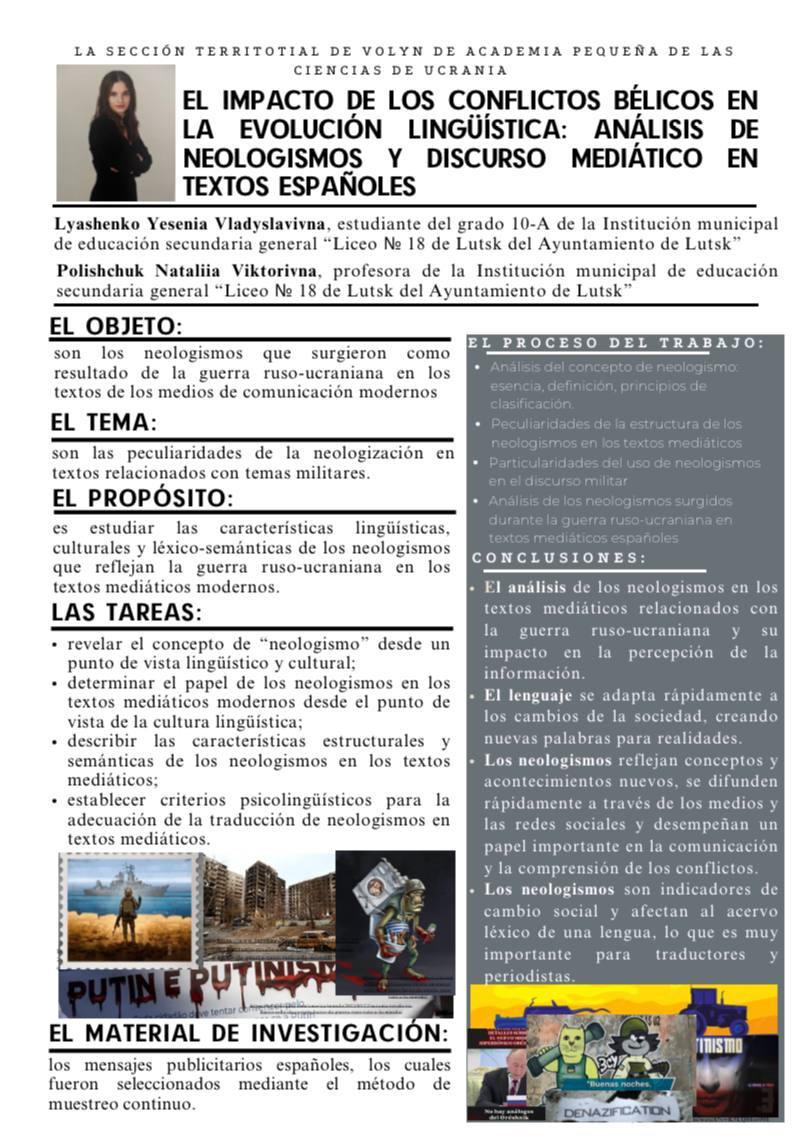 LA SECCIÓN TERRITOTIAL DE VOLYN DE ACADEMIA PEQUEÑA DE LAS
CIENCIAS DE UCRANIA
EL IMPACTO DE LOS CONFLICTOS BÉLICOS EN
LA EVOLUCIÓN LINGÜÍSTICA: ANÁLISIS DE
NEOLOGISMOS Y DISCURSO MEDIÁTICO EN
TEXTOS ESPAÑOLES
Lyashenko Yesenia Vladyslavivna, estudiante del grado 10-A de la Institución municipal
de educación secundaria general “Liceo № 18 de Lutsk del Ayuntamiento de Lutsk”
Polishchuk Nataliia Viktorivna, profesora de la Institución municipal de educación
secundaria general “Liceo № 18 de Lutsk del Ayuntamiento de Lutsk”
EL OBJETO:
son los neologismos que surgieron como
resultado de la guerra ruso-ucraniana en los
textos de los medios de comunicación modernos
EL TEMA:
son las peculiaridades de la neologización en
textos relacionados con temas militares.
EL PROPÓSITO:
es estudiar las características lingüísticas,
culturales y léxico-semánticas de los neologismos
que reflejan la guerra ruso-ucraniana en los
textos mediáticos modernos.
LAS TAREAS:
• revelar el concepto de “neologismo” desde un
punto de vista lingüístico y cultural;
• determinar el papel de los neologismos en los
textos mediáticos modernos desde el punto de
vista de la cultura lingüística;
• describir las características estructurales y
semánticas de los neologismos en los textos
mediáticos;
• establecer criterios psicolingüísticos para la
adecuación de la traducción de neologismos en
textos mediáticos.
PUTIN E PUTINISM
EL MATERIAL DE INVESTIGACIÓN:
los mensajes publicitarios españoles, los cuales
fueron seleccionados mediante el método de
muestreo continuo.
EL PROCESO DEL TRABAJO:
• Análisis del concepto de neologismo:
esencia, definición, principios de
clasificación.
• Peculiaridades de la estructura de los
neologismos en los textos mediáticos
• Particularidades del uso de neologismos
en el discurso militar
• Análisis de los neologismos surgidos
durante la guerra ruso-ucraniana en
textos mediáticos españoles
CONCLUSIONES:
• El análisis de los neologismos en los
textos mediáticos relacionados con
la guerra ruso-ucraniana y su
impacto en la percepción de la
información.
• El lenguaje se adapta rápidamente a
los cambios de la sociedad, creando
nuevas palabras para realidades.
• Los neologismos reflejan conceptos y
acontecimientos nuevos, se difunden
rápidamente a través de los medios y
las redes sociales y desempeñan un
papel importante en la comunicación
y la comprensión de los conflictos.
• Los neologismos son indicadores de
cambio social y afectan al acervo
léxico de una lengua, lo que es muy
importante para traductores y
periodistas.
TINISMO
"Buenas noches,
No hay análogos
del Oréshnik
DENAZIFICATION